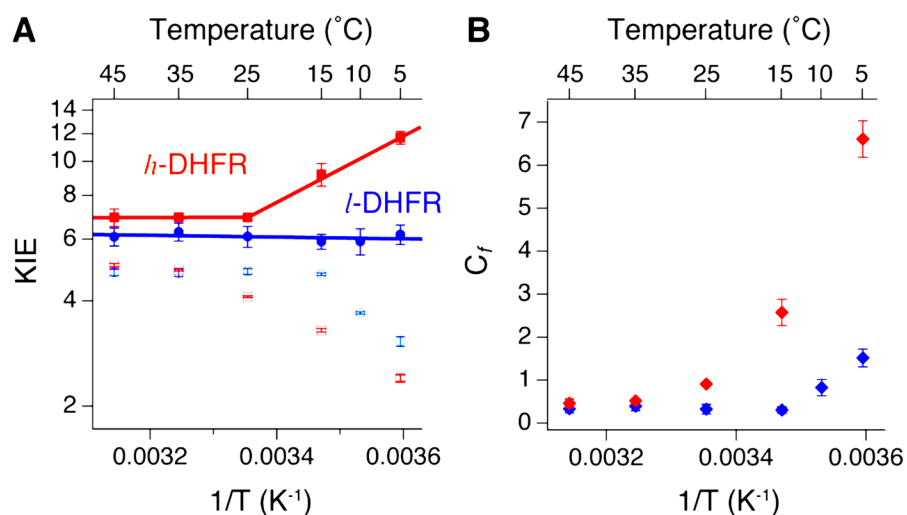 A
Temperature (˚C)
45 35 25 15 10 5
14
12
10
8
6
4
2
KIE
h-DHFR
l-DHFR
0.0032 0.0034 0.0036
1/T (K-1)
B
Temperature (˚C)
45 35 25 15 10 5
7
6
5
4
3
2
1
0
Cf
0.0032 0.0034 0.0036
1/T (K-1)